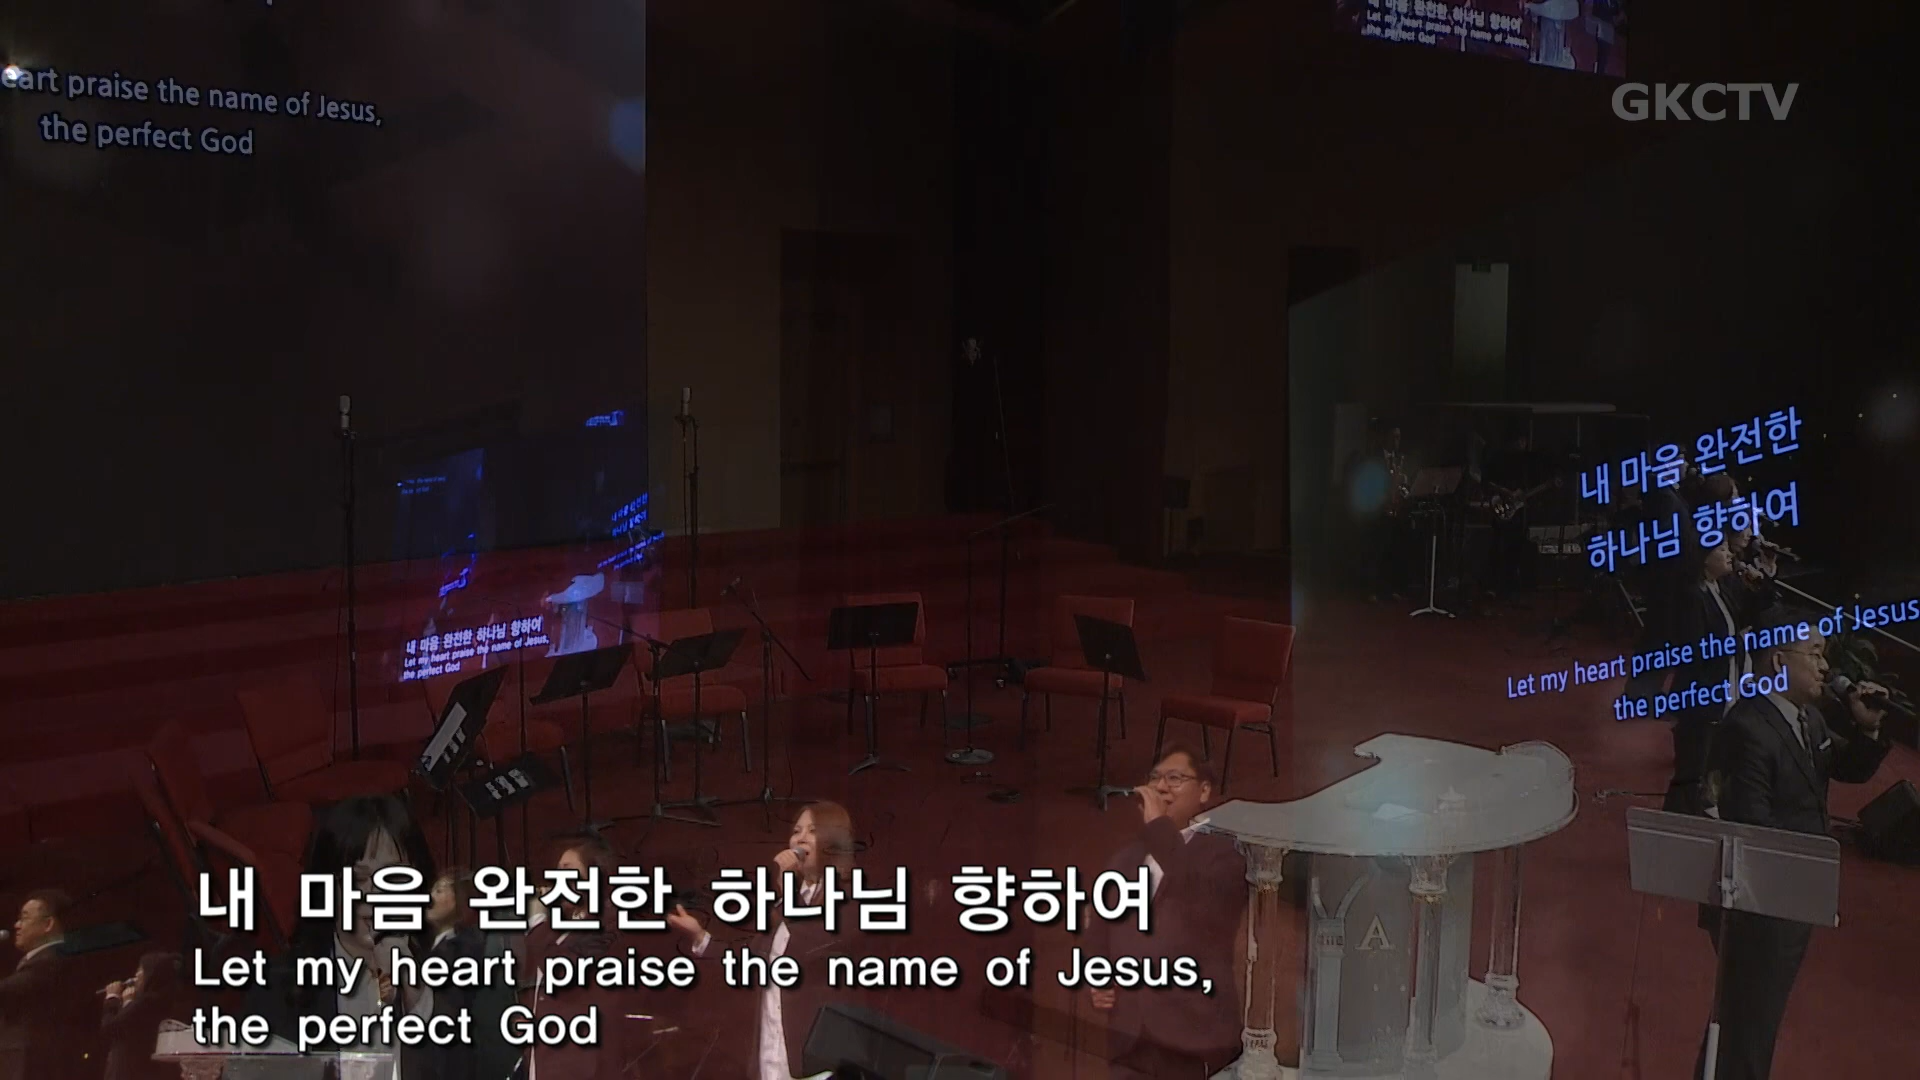 내 마음 완전한 하나님 향하여
Let my heart praise the name of Jesus,
the perfect God
heart praise the name of Jesus,
the perfect God
GKCTV
내 마음 완전한
하나님 향하여
Let my heart praise the name of Jesus
the perfect God
내 마음 완전한 하나님 향하여
Let my heart praise the name of Jesus,
the perfect God
A
내 마음 완전한 하나님 향하여
Let my heart praise the name of Jesus,
the perfect God